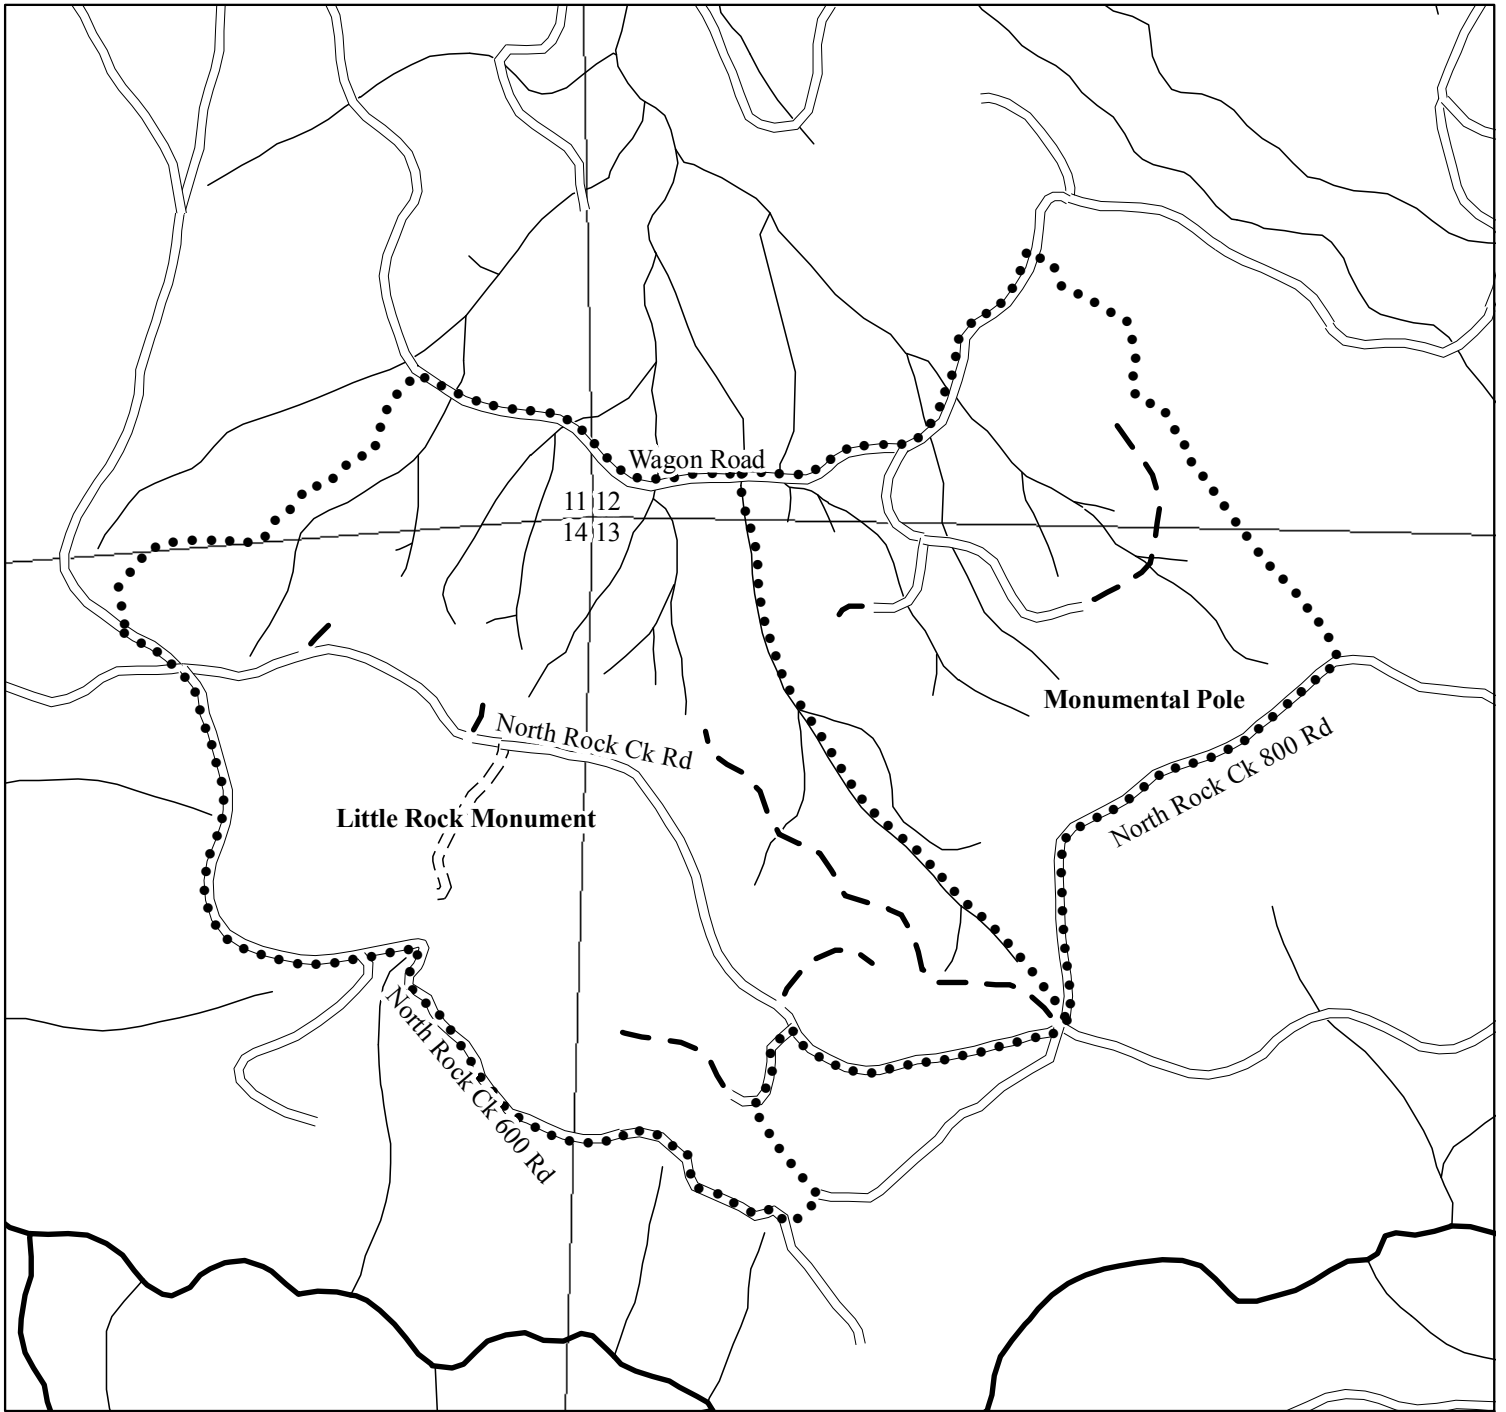 Wagon Road
11 12
14 13
Monumental Pole
North Rock Ck Rd
North Rock Ck 800 Rd
Little Rock Monument
North Rock Ck 600 Rd